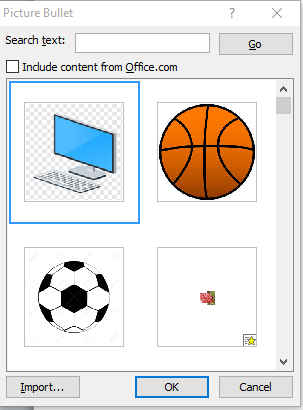 Picture Bullet ? X
Search text: Go
Include content from Office.com
Import... OK Cancel